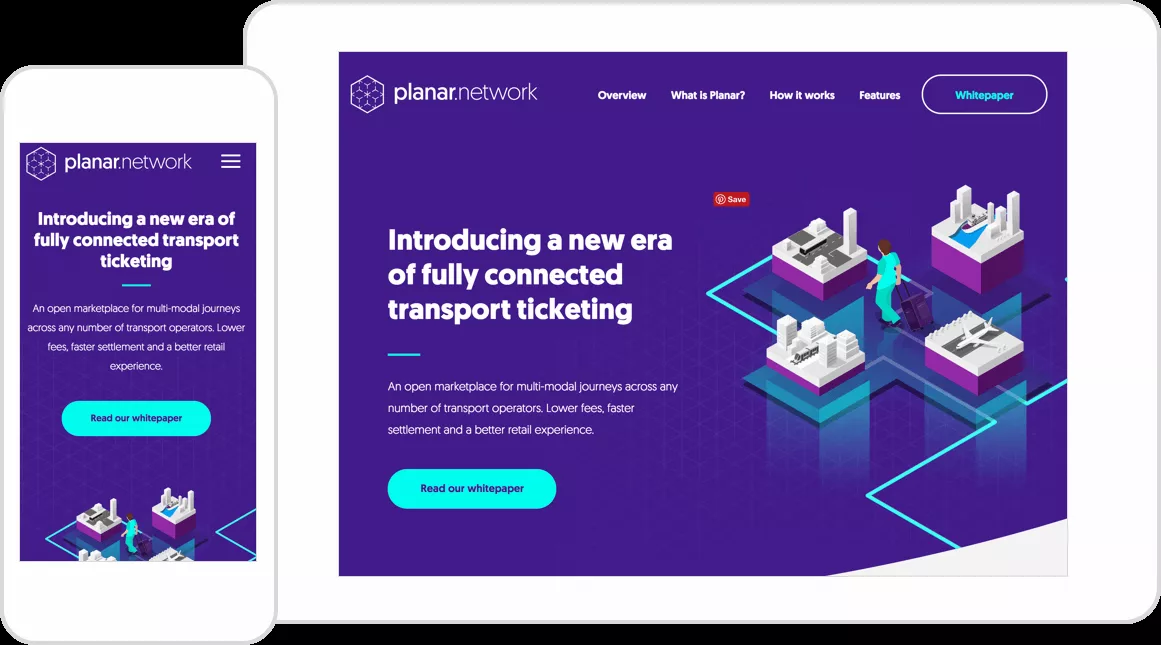 planar.network
Introducing a new era of
fully connected transport
ticketing
An open marketplace for multi-modal journeys
across any number of transport operators. Lower
fees, faster settlement and a better retail
experience.
Read our whitepaper
planar.network
Overview
What is Planar?
How it works
Features
Whitepaper
Save
Introducing a new era
of fully connected
transport ticketing
An open marketplace for multi-modal journeys across any
number of transport operators. Lower fees, faster
settlement and a better retail experience.
Read our whitepaper